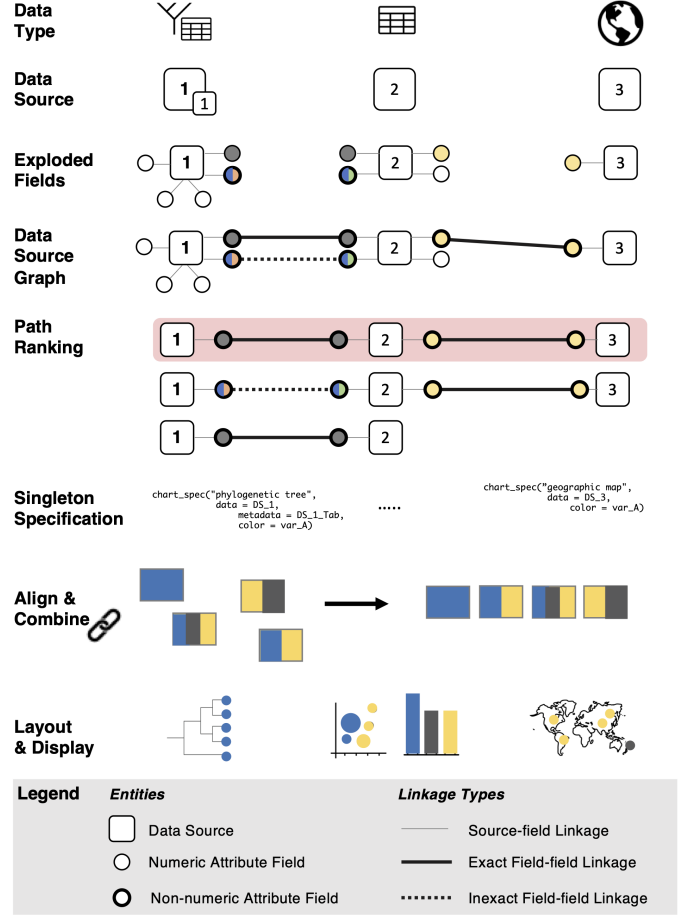 Data
Type
Data
Source
1
1
2
3
Exploded
Fields
1
2
3
Data
Source
Graph
1
2
3
Path
Ranking
1
2
3
1
2
3
1
2
Singleton
Specification
chart_spec("phylogenetic tree",
data = DS_1,
metadata = DS_1_Tab,
color = var_A)
.....
chart_spec("geographic map",
data = DS_3,
color = var_A)
Align &
Combine
Layout
& Display
Legend
Entities
Linkage Types
Data Source
Source-field Linkage
Numeric Attribute Field
Exact Field-field Linkage
Non-numeric Attribute Field
Inexact Field-field Linkage